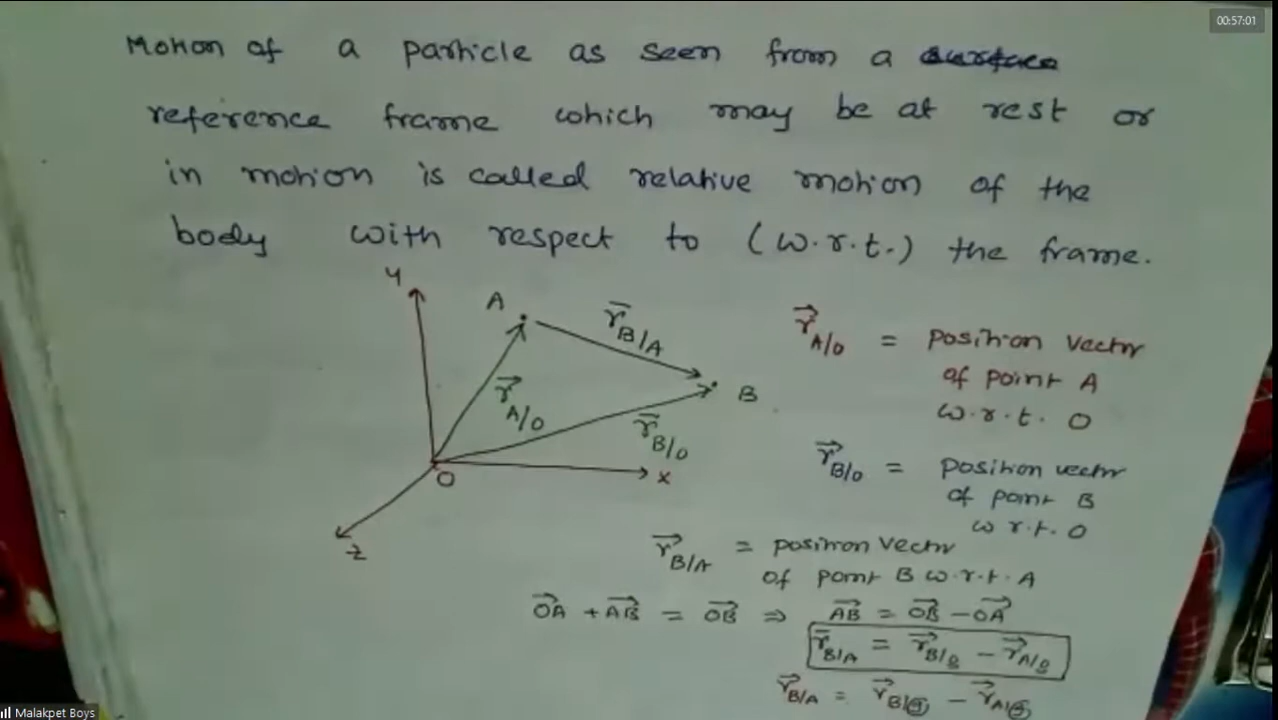 00:57:01
Motion of a particle as seen from a
reference frame which may be at rest or
in motion is called relative motion of the
body with respect to (w.r.t.) the frame.
y
A
r⃗ B/A
r⃗ A/O = position vector
of point A
w.r.t. O
r⃗ A/O
B
r⃗ B/O
O
x
z
r⃗ B/O = position vector
of point B
w r.t. O
r⃗ B/A = position vector
of point B w.r.t. A
OA⃗ + AB⃗ = OB⃗ ⇒ AB⃗ = OB⃗ - OA⃗
r⃗ B/A = r⃗ B/O - r⃗ A/O
r⃗ B/A = r⃗ B/ - r⃗ A/
Malakpet Boys